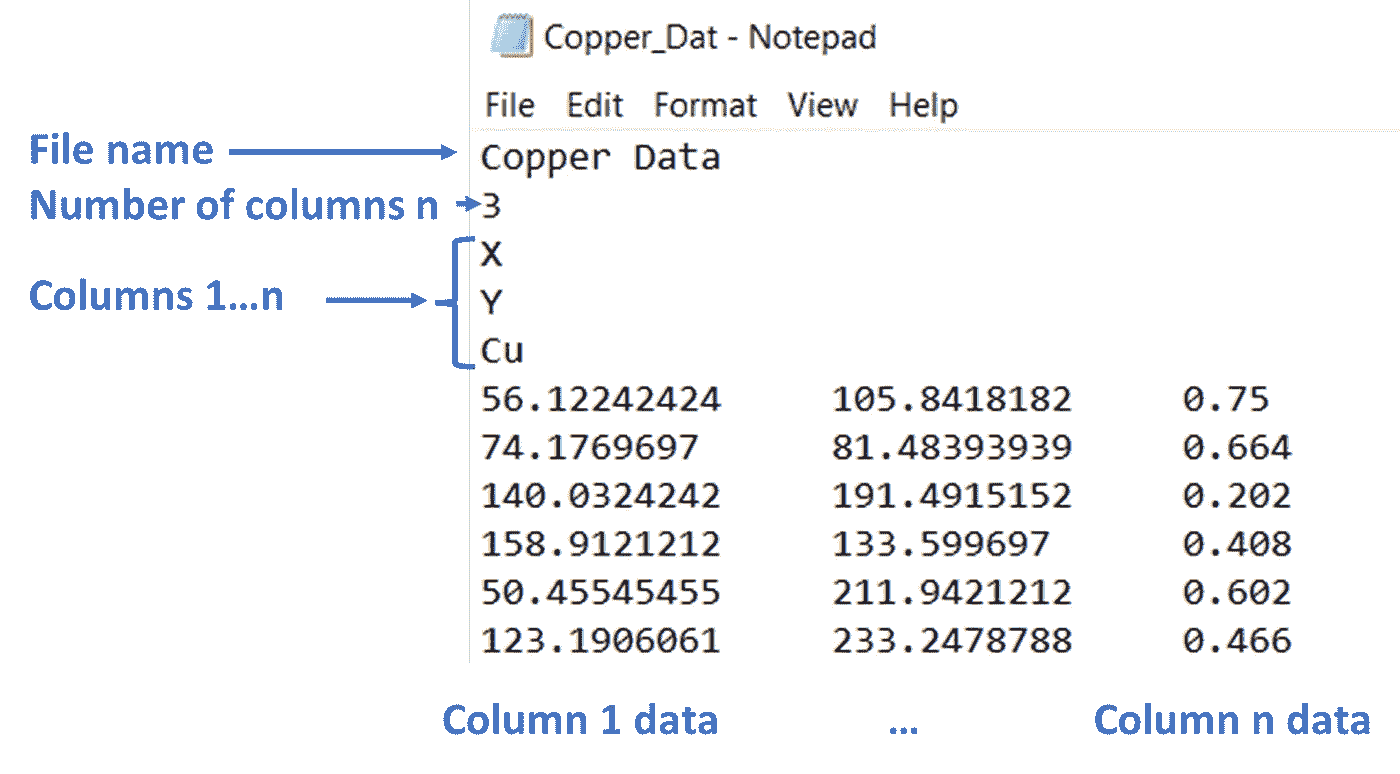 Copper_Dat - Notepad
File Edit Format View Help
File name
Copper Data
Number of columns n
3
Columns 1...n
X
Y
Cu
56.12242424 105.8418182 0.75
74.1769697 81.48393939 0.664
140.0324242 191.4915152 0.202
158.9121212 133.599697 0.408
50.45545455 211.9421212 0.602
123.1906061 233.2478788 0.466
Column 1 data ... Column n data